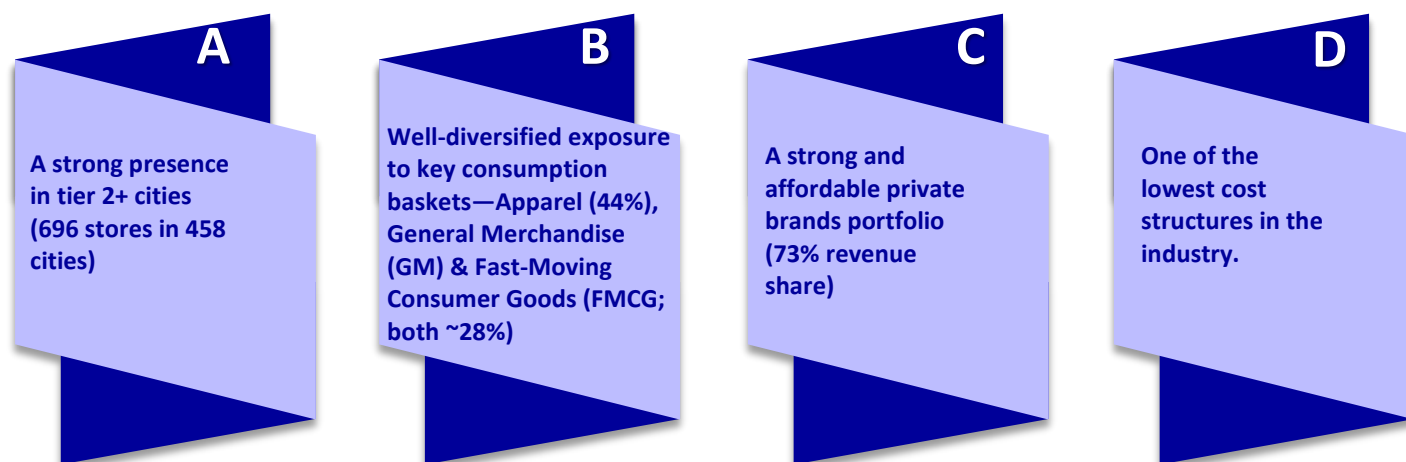 A
A strong presence
in tier 2+ cities
(696 stores in 458
cities)
B
Well-diversified exposure
to key consumption
baskets—Apparel (44%),
General Merchandise
(GM) & Fast-Moving
Consumer Goods (FMCG;
both ~28%)
C
A strong and
affordable private
brands portfolio
(73% revenue
share)
D
One of the
lowest cost
structures in the
industry.